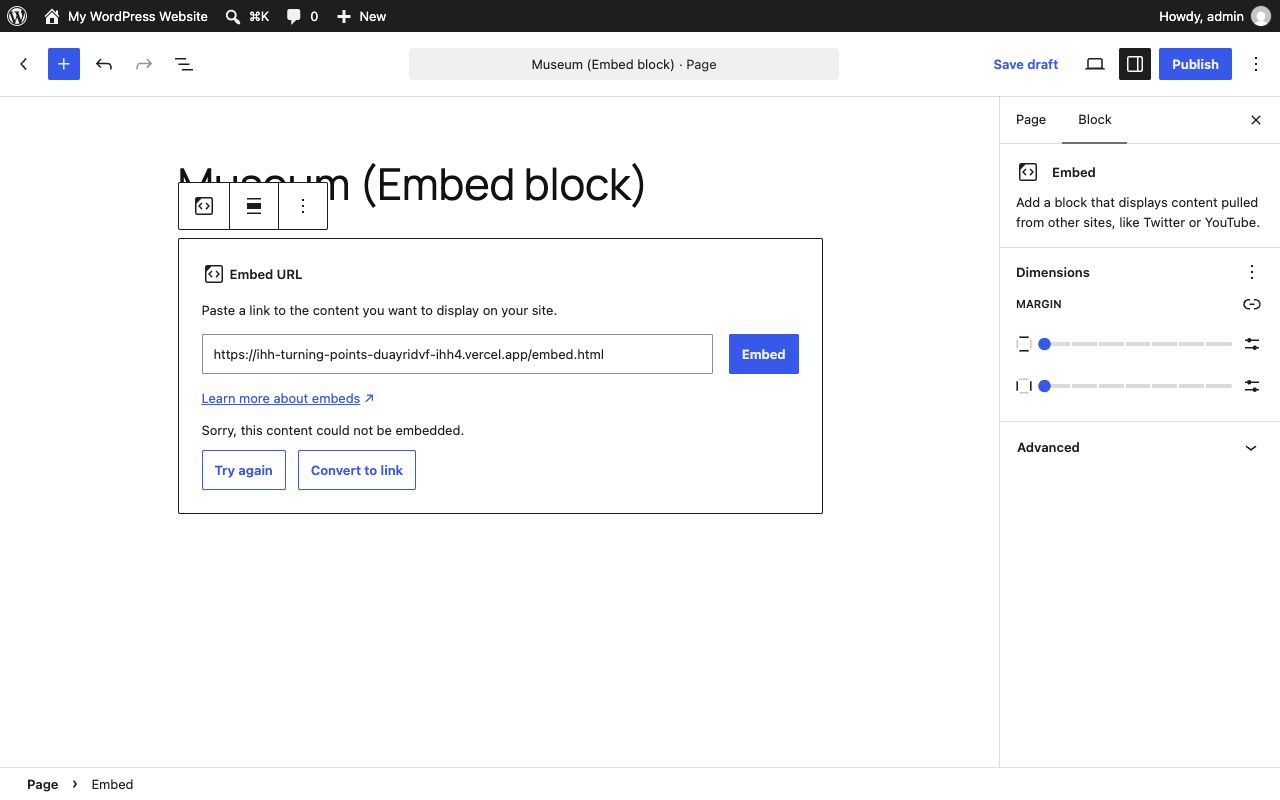 My WordPress Website ⌘K 0 New Howdy, admin
Museum (Embed block) · Page
Save draft
Publish
Page Block
Museum (Embed block)
Embed
Add a block that displays content pulled
from other sites, like Twitter or YouTube.
Embed URL
Paste a link to the content you want to display on your site.
https://ihh-turning-points-duayridvf-ihh4.vercel.app/embed.html
Embed
Learn more about embeds ↗
Sorry, this content could not be embedded.
Try again Convert to link
Dimensions
MARGIN
Advanced
Page › Embed